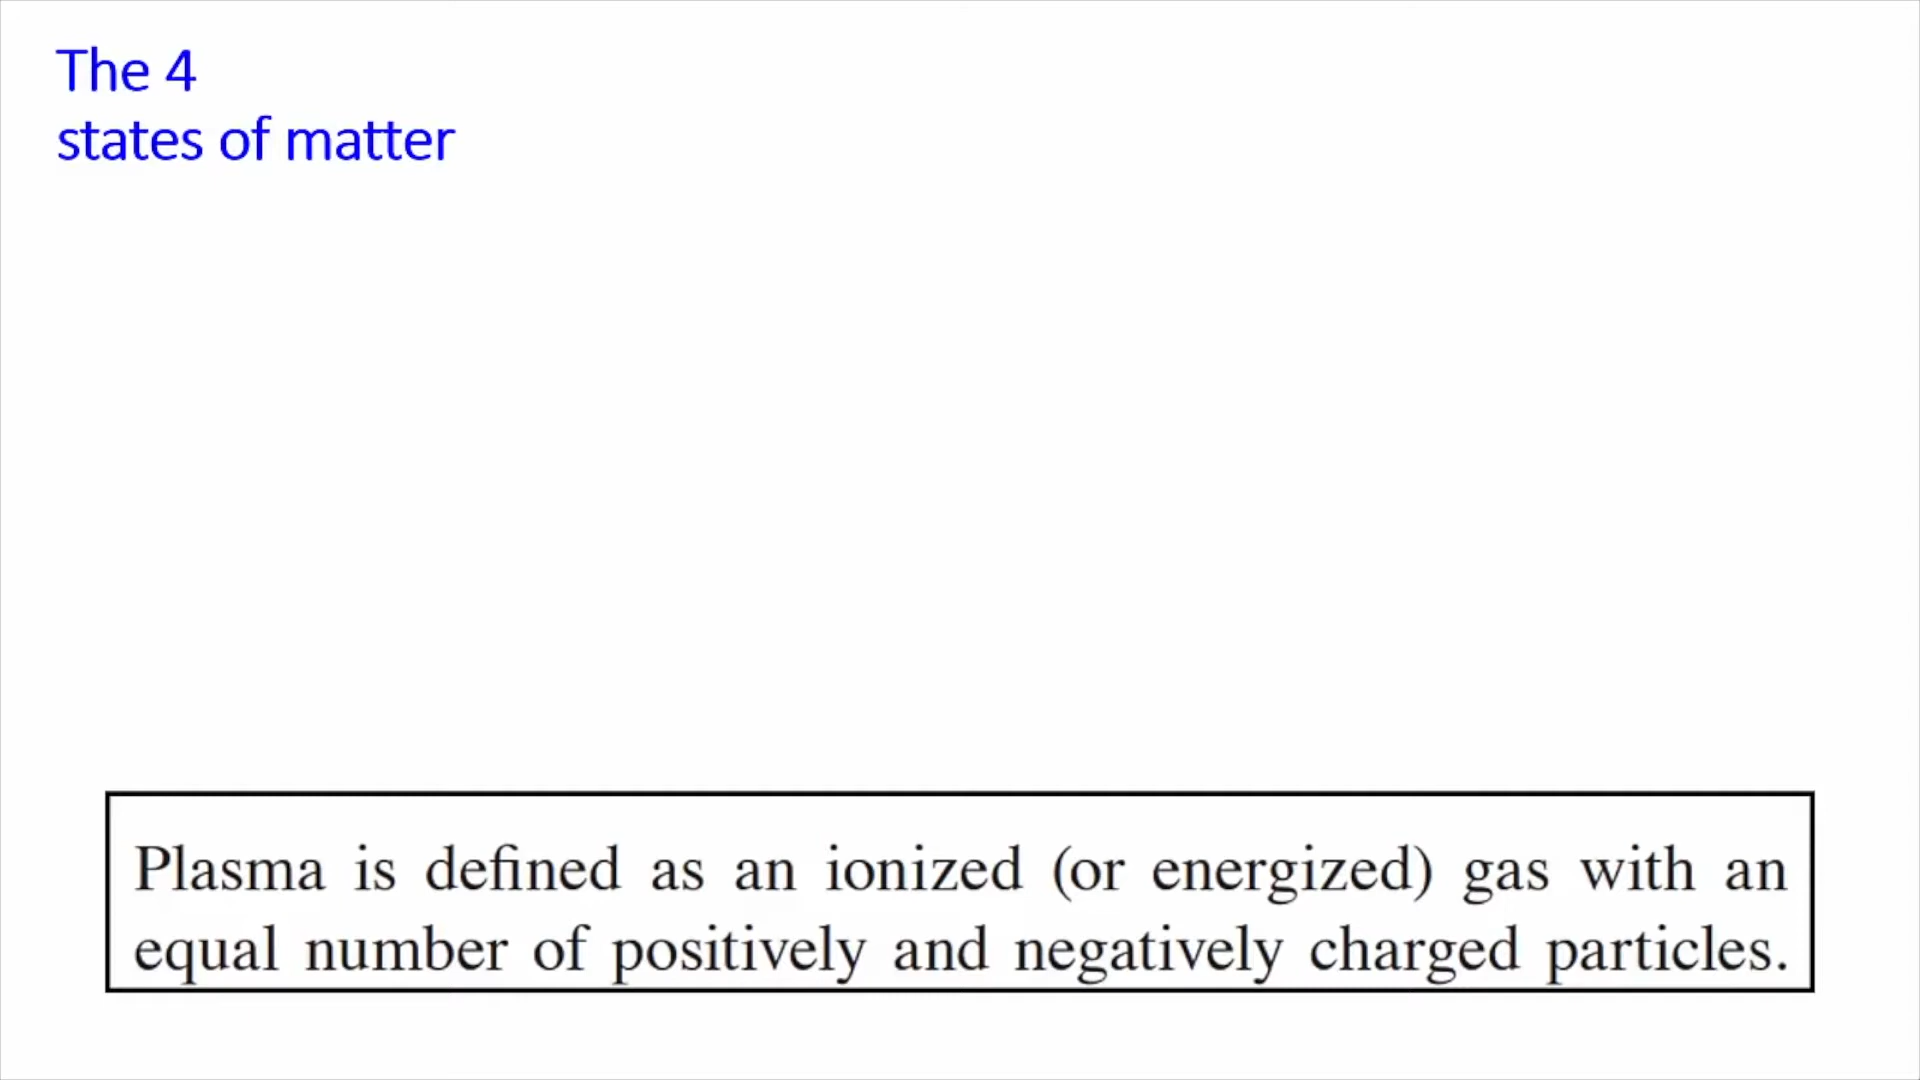 The 4
states of matter
Plasma is defined as an ionized (or energized) gas with an
equal number of positively and negatively charged particles.